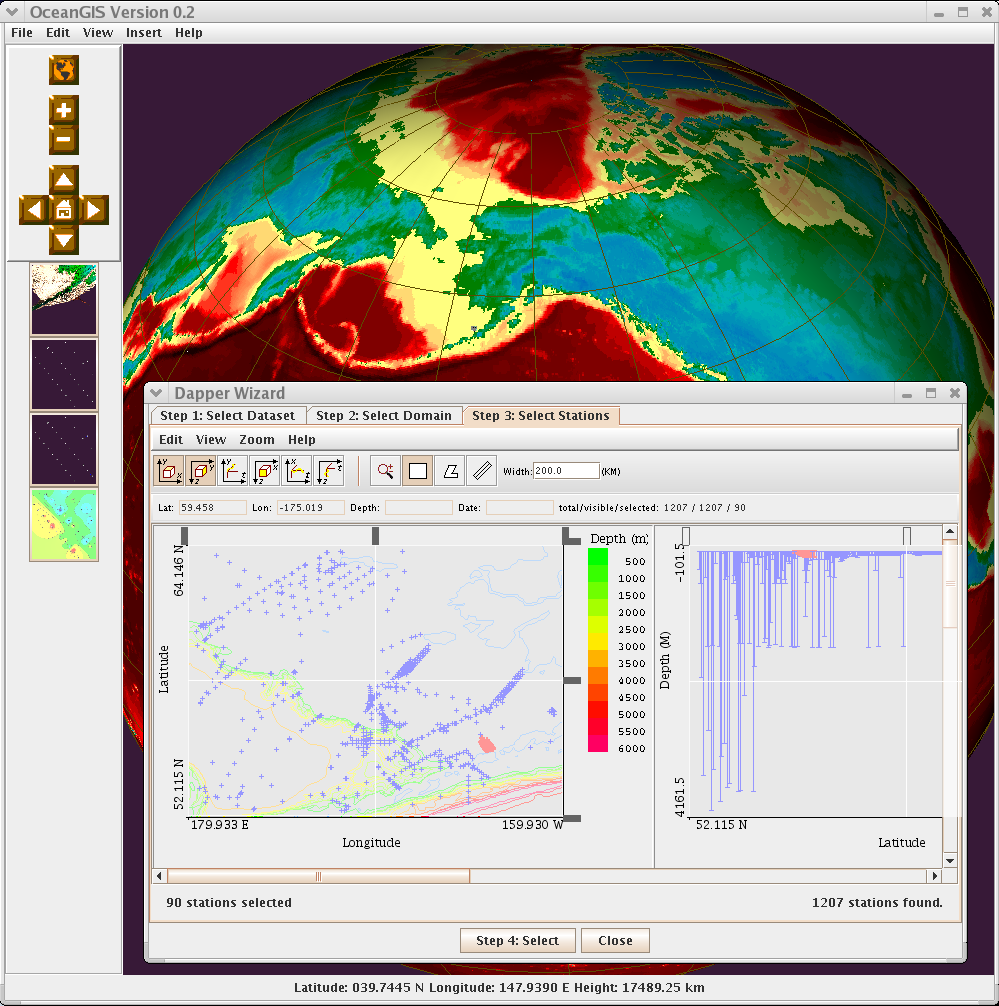 OceanGIS Version 0.2
File Edit View Insert Help
Dapper Wizard
Step 1: Select Dataset Step 2: Select Domain Step 3: Select Stations
Edit View Zoom Help
Width: 200.0 (KM)
Lat: 59.458 Lon: -175.019 Depth: Date: total/visible/selected: 1207 / 1207 / 90
64.146 N
Latitude
52.115 N
179.933 E 159.930 W
Longitude
Depth (m)
500
1000
1500
2000
2500
3000
3500
4000
4500
5000
5500
6000
-101.5
Depth (M)
4161.5
52.115 N
Latitude
90 stations selected 1207 stations found.
Step 4: Select Close
Latitude: 039.7445 N Longitude: 147.9390 E Height: 17489.25 km